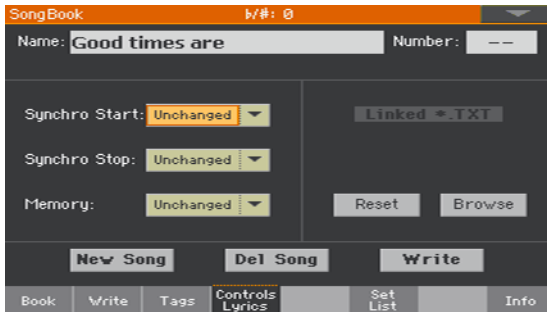 SongBook b/#: 0
Name: Good times are Number: --
Synchro Start: Unchanged Linked *.TXT
Synchro Stop: Unchanged
Memory: Unchanged Reset Browse
New Song Del Song Write
Book Write Tags Controls Lyrics Set List Info